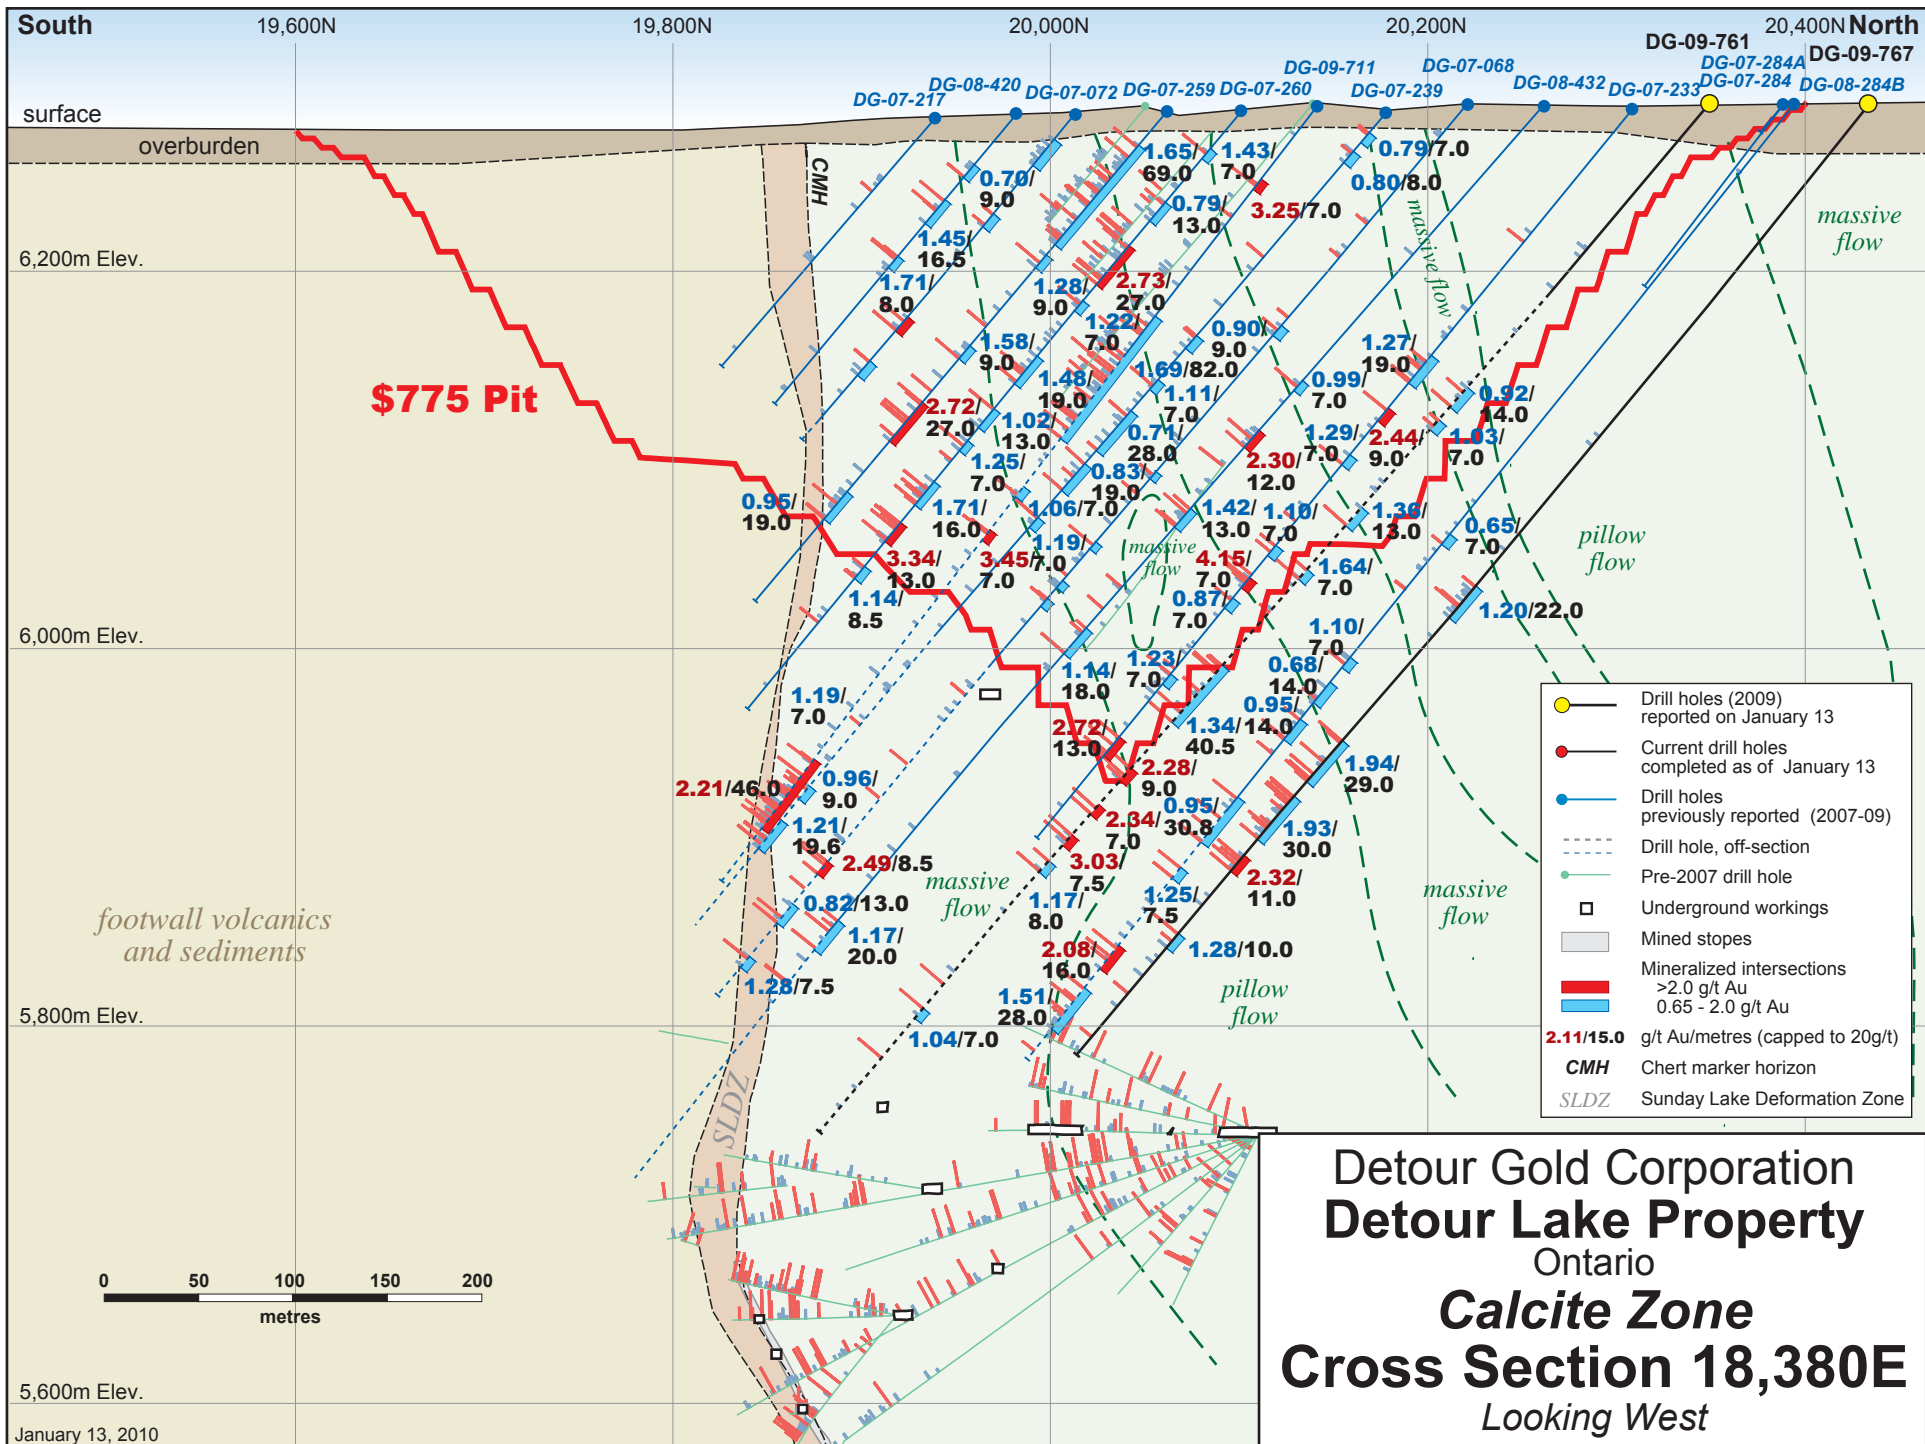 South
19,600N
19,800N
20,000N
20,200N
20,400N
North
DG-09-761
DG-09-767
DG-07-217
DG-08-420
DG-07-072
DG-07-259
DG-07-260
DG-09-711
DG-07-239
DG-07-068
DG-08-432
DG-07-233
DG-07-284A
DG-07-284
DG-08-284B
surface
overburden
CMH
0.70/
9.0
1.45/
16.5
1.71/
8.0
1.65/
69.0
1.43/
7.0
0.79/
13.0
3.25/7.0
0.79/7.0
0.80/8.0
massive flow
massive
flow
6,200m Elev.
1.28/
9.0
2.73/
27.0
1.22/
7.0
1.58/
9.0
0.90/
9.0
1.27/
19.0
1.48/
19.0
1.69/82.0
0.99/
7.0
0.92/
14.0
$775 Pit
2.72/
27.0
1.02/
13.0
1.11/
7.0
0.71/
28.0
1.29/
7.0
2.44/
9.0
1.03/
7.0
1.25/
7.0
0.83/
19.0
2.30/
12.0
0.95/
19.0
1.71/
16.0
1.06/7.0
1.42/
13.0
1.10/
7.0
1.36/
13.0
0.65/
7.0
pillow
flow
3.34/
13.0
3.45/
7.0
1.19/
7.0
massive
flow
4.15/
7.0
1.64/
7.0
1.14/
8.5
0.87/
7.0
1.20/22.0
6,000m Elev.
1.10/
7.0
1.14/
18.0
1.23/
7.0
0.68/
14.0
1.19/
7.0
2.72/
13.0
1.34/
40.5
0.95/
14.0
2.21/46.0
0.96/
9.0
2.28/
9.0
1.94/
29.0
1.21/
19.6
2.34/
7.0
0.95/
30.8
1.93/
30.0
2.49/8.5
3.03/
7.5
2.32/
11.0
massive
flow
massive
flow
0.82/13.0
1.17/
8.0
1.25/
7.5
footwall volcanics
and sediments
1.17/
20.0
2.08/
16.0
1.28/10.0
1.28/7.5
1.51/
28.0
pillow
flow
5,800m Elev.
1.04/7.0
SLDZ
Drill holes (2009)
reported on January 13
Current drill holes
completed as of January 13
Drill holes
previously reported (2007-09)
Drill hole, off-section
Pre-2007 drill hole
Underground workings
Mined stopes
Mineralized intersections
>2.0 g/t Au
0.65 - 2.0 g/t Au
2.11/15.0 g/t Au/metres (capped to 20g/t)
CMH Chert marker horizon
SLDZ Sunday Lake Deformation Zone
0 50 100 150 200
metres
5,600m Elev.
January 13, 2010
Detour Gold Corporation
Detour Lake Property
Ontario
Calcite Zone
Cross Section 18,380E
Looking West